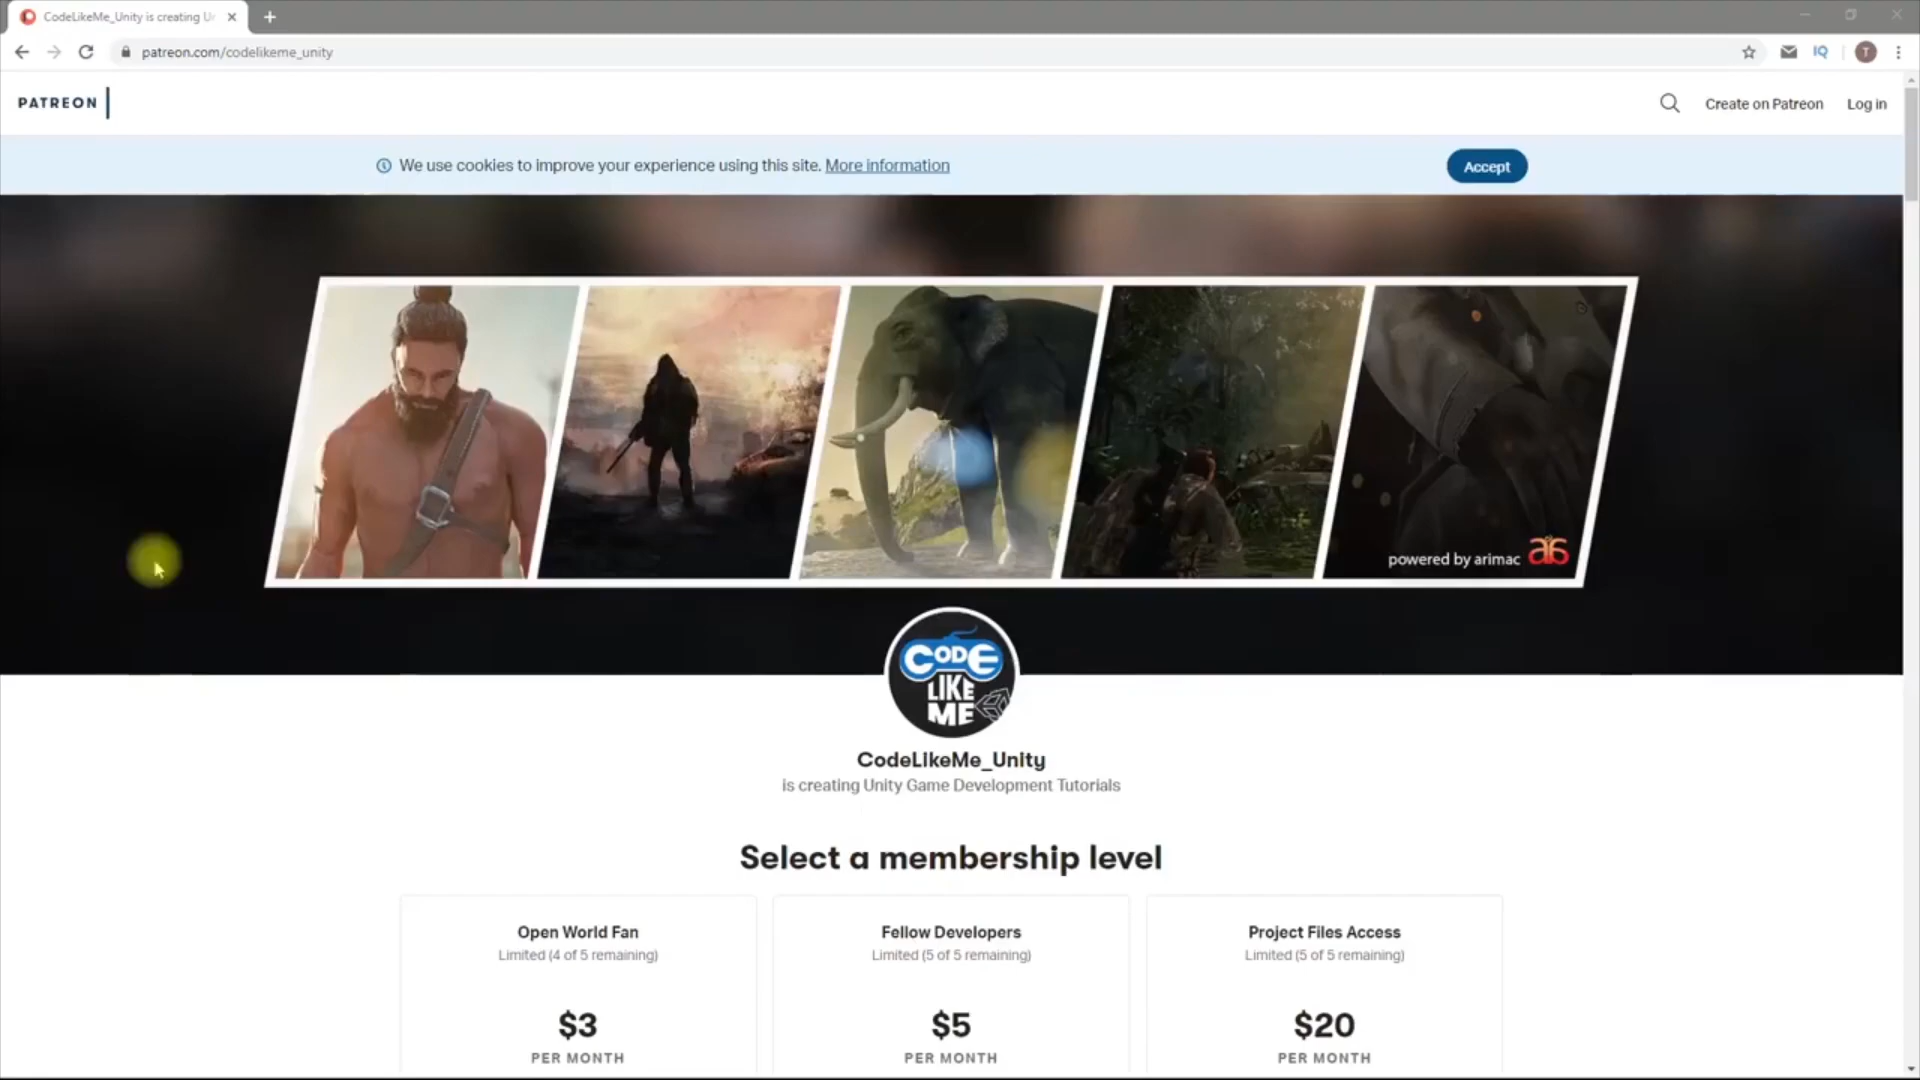 CodeLikeMe_Unity is creating Ur
patreon.com/codelikeme_unity
IQ
T
PATREON
Create on Patreon
Log in
We use cookies to improve your experience using this site. More information
Accept
powered by arimac
CODE
LIKE
ME
CodeLikeMe_Unity
is creating Unity Game Development Tutorials
Select a membership level
Open World Fan
Limited (4 of 5 remaining)
$3
PER MONTH
Fellow Developers
Limited (5 of 5 remaining)
$5
PER MONTH
Project Files Access
Limited (5 of 5 remaining)
$20
PER MONTH